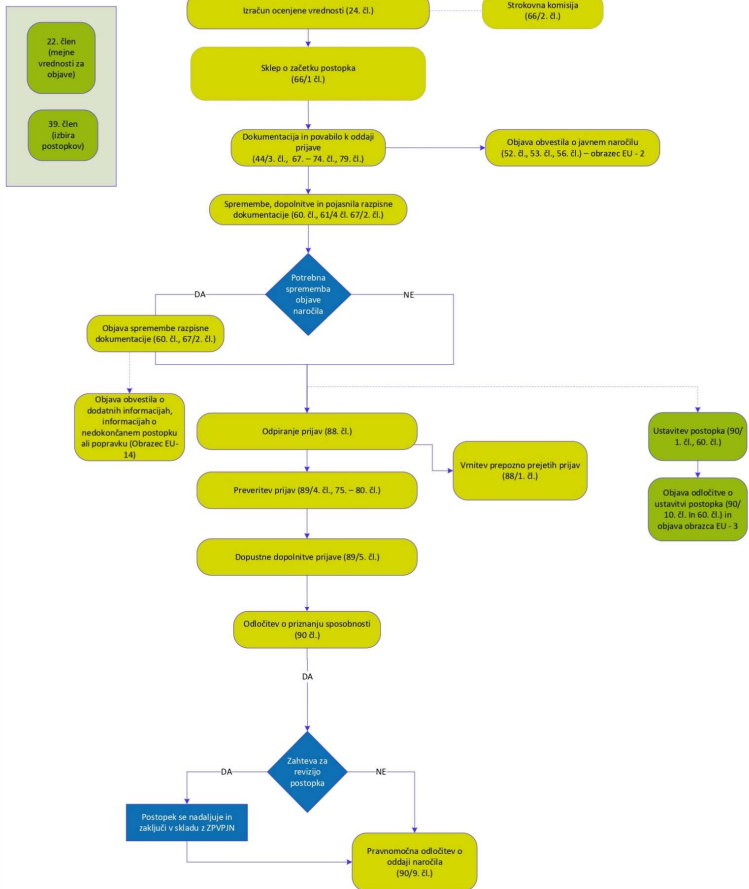 Izračun ocenjene vrednosti (24. čl.)
Strokovna komisija
(66/2. čl.)
22. člen
(mejne
vrednosti za
objave)
39. člen
(izbira
postopkov)
Sklep o začetku postopka
(66/1 čl.)
Dokumentacija in povabilo k oddaji
prijave
(44/3. čl., 67. – 74. čl., 79. čl.)
Objava obvestila o javnem naročilu
(52. čl., 53. čl., 56. čl.) – obrazec EU - 2
Spremembe, dopolnitve in pojasnila razpisne
dokumentacije (60. čl., 61/4 čl. 67/2. čl.)
Potrebna
sprememba
objave
naročila
DA
NE
Objava spremembe razpisne
dokumentacije (60. čl., 67/2. čl.)
Objava obvestila o
dodatnih informacijah,
informacijah o
nedokončanem postopku
ali popravku (Obrazec EU-
14)
Odpiranje prijav (88. čl.)
Vrnitev prepozno prejetih prijav
(88/1. čl.)
Ustavitev postopka (90/
1. čl., 60. čl.)
Preveritev prijav (89/4. čl., 75. – 80. čl.)
Objava odločitve o
ustavitvi postopka (90/
10. čl. In 60. čl.) in
objava obrazca EU - 3
Dopustne dopolnitve prijave (89/5. čl.)
Odločitev o priznanju sposobnosti
(90 čl.)
DA
Zahteva za
revizijo
postopka
DA
NE
Postopek se nadaljuje in
zaključi v skladu z ZPVPJN
Pravnomočna odločitev o
oddaji naročila
(90/9. čl.)